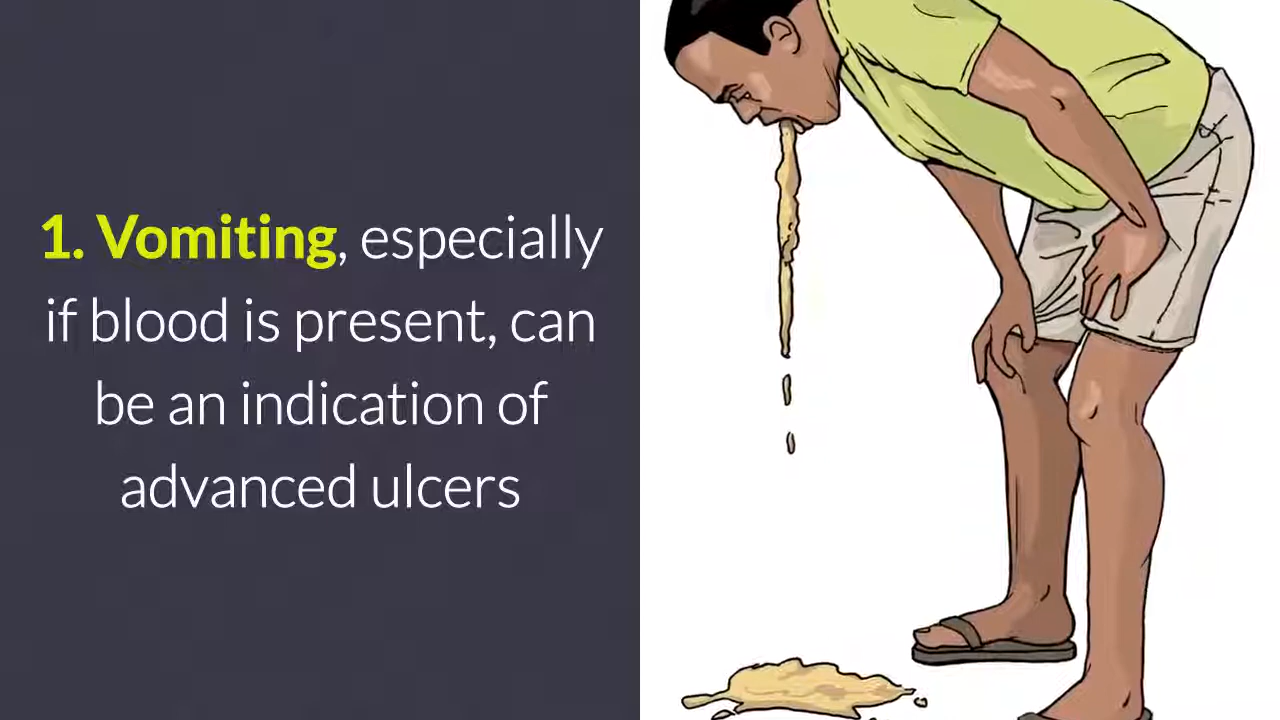 1. Vomiting, especially
if blood is present, can
be an indication of
advanced ulcers